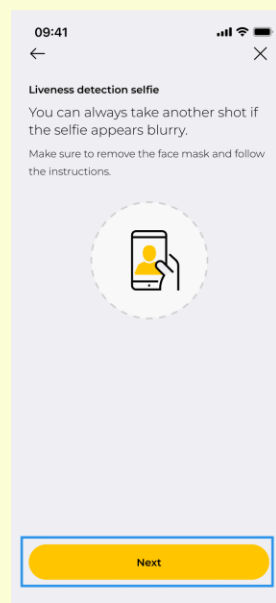 09:41
Liveness detection selfie
You can always take another shot if
the selfie appears blurry.
Make sure to remove the face mask and follow
the instructions.
Next